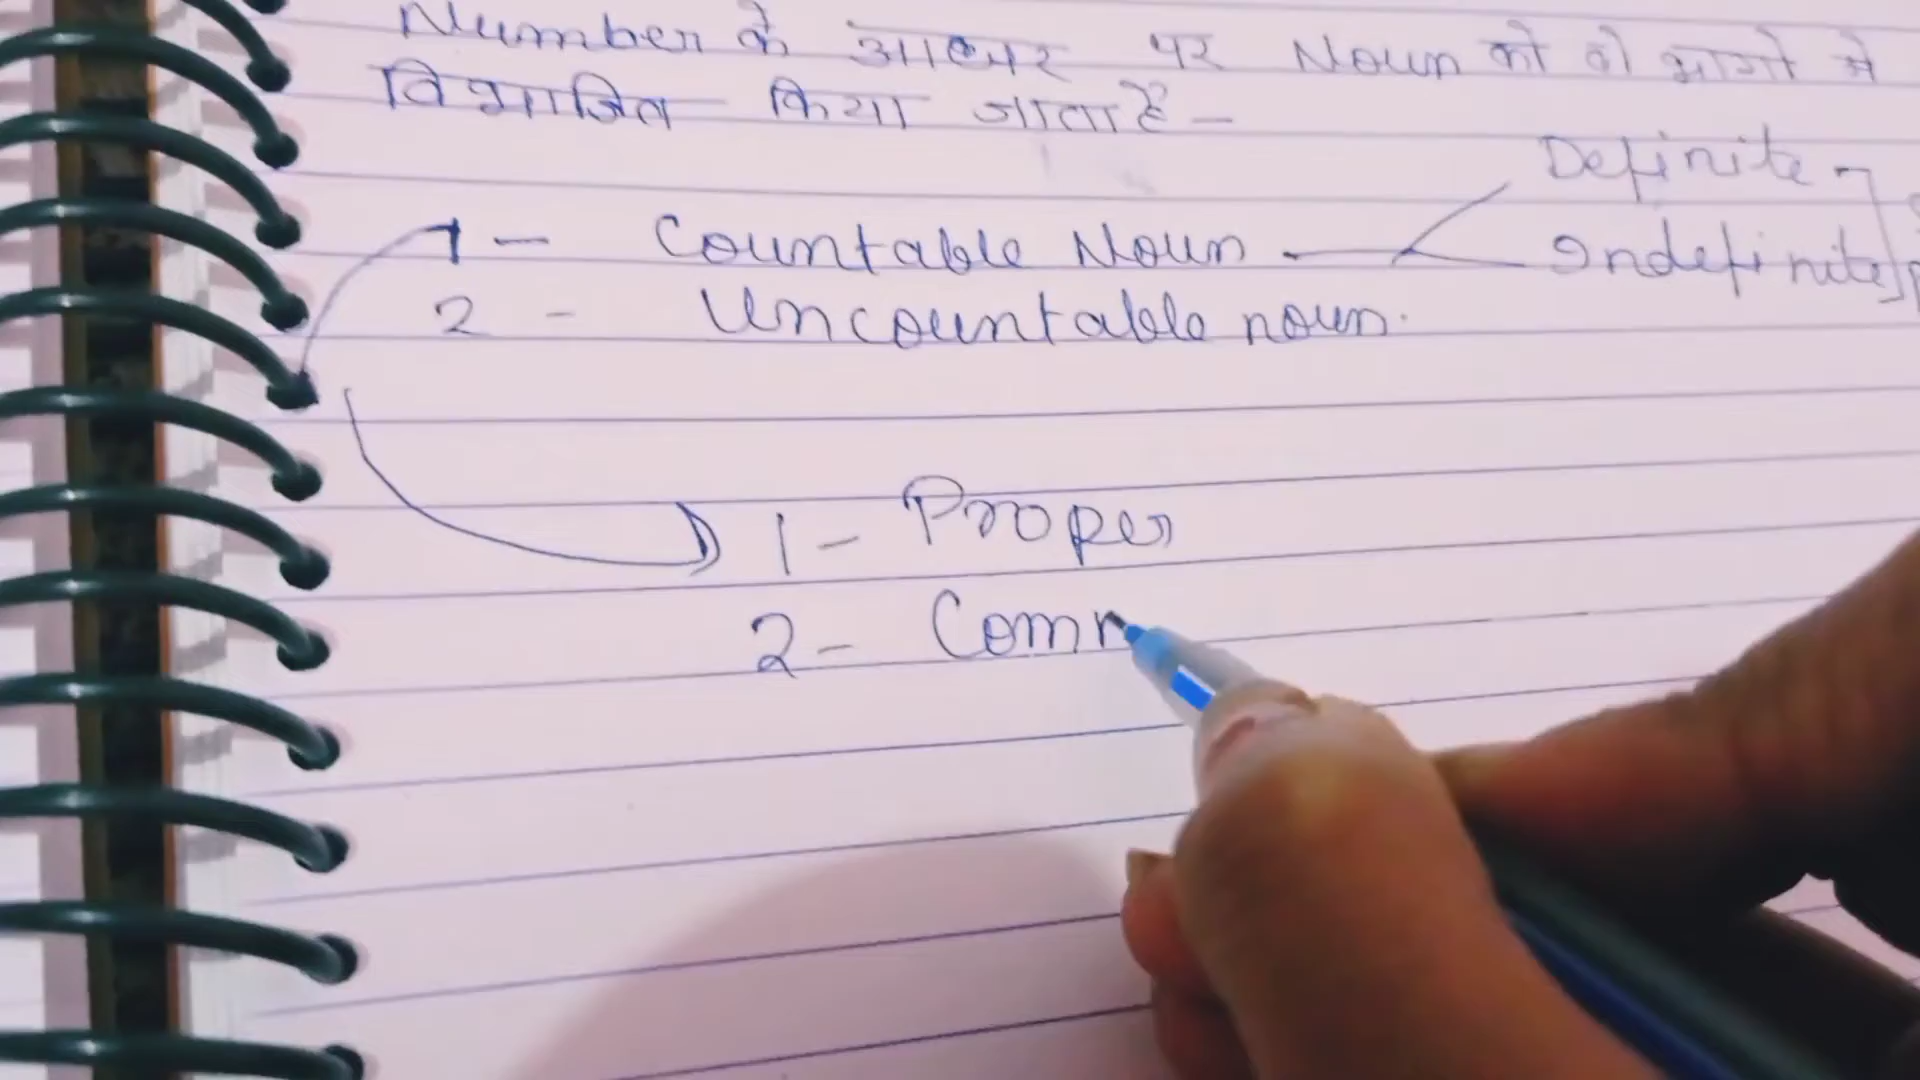 Number के आधार पर Noun को दो भागो मे
विभाजित किया जाता है -
Definite
1 - Countable Noun
Indefinite
2 - Uncountable noun.
1 - Proper
2 - Comm